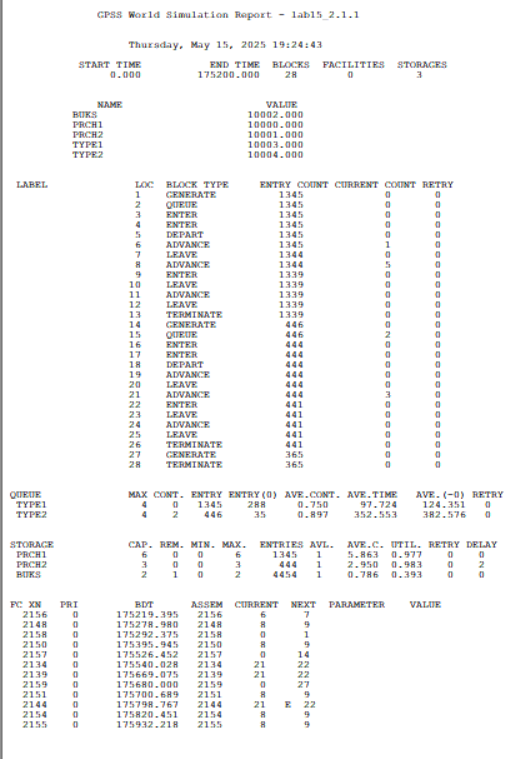 GPSS World Simulation Report - lab15_2.1.1
Thursday, May 15, 2025 19:24:43
START TIME END TIME BLOCKS FACILITIES STORAGES
0.000 175200.000 28 0 3
NAME VALUE
BUKS 10002.000
PRCH1 10000.000
PRCH2 10001.000
TYPE1 10003.000
TYPE2 10004.000
LABEL LOC BLOCK TYPE ENTRY COUNT CURRENT COUNT RETRY
1 GENERATE 1345 0 0
2 QUEUE 1345 0 0
3 ENTER 1345 0 0
4 ENTER 1345 0 0
5 DEPART 1345 0 0
6 ADVANCE 1345 1 0
7 LEAVE 1344 0 0
8 ADVANCE 1344 5 0
9 ENTER 1339 0 0
10 LEAVE 1339 0 0
11 ADVANCE 1339 0 0
12 LEAVE 1339 0 0
13 TERMINATE 1339 0 0
14 GENERATE 446 0 0
15 QUEUE 446 2 0
16 ENTER 444 0 0
17 ENTER 444 0 0
18 DEPART 444 0 0
19 ADVANCE 444 0 0
20 LEAVE 444 0 0
21 ADVANCE 444 3 0
22 ENTER 441 0 0
23 LEAVE 441 0 0
24 ADVANCE 441 0 0
25 LEAVE 441 0 0
26 TERMINATE 441 0 0
27 GENERATE 365 0 0
28 TERMINATE 365 0 0
QUEUE MAX CONT. ENTRY ENTRY(0) AVE.CONT. AVE.TIME AVE.(-0) RETRY
TYPE1 4 0 1345 288 0.750 97.724 124.351 0
TYPE2 4 2 446 35 0.897 352.553 382.576 0
STORAGE CAP. REM. MIN. MAX. ENTRIES AVL. AVE.C. UTIL. RETRY DELAY
PRCH1 6 0 0 6 1345 1 5.863 0.977 0 0
PRCH2 3 0 0 3 444 1 2.950 0.983 0 2
BUKS 2 1 0 2 4454 1 0.786 0.393 0 0
FC XN PRI BDT ASSEM CURRENT NEXT PARAMETER VALUE
2156 0 175219.395 2156 6 7
2148 0 175278.980 2148 8 9
2158 0 175292.375 2158 0 1
2150 0 175395.945 2150 8 9
2157 0 175526.452 2157 0 14
2134 0 175540.028 2134 21 22
2139 0 175669.075 2139 21 22
2159 0 175680.000 2159 0 27
2151 0 175700.689 2151 8 9
2144 0 175798.767 2144 21 E 22
2154 0 175820.451 2154 8 9
2155 0 175932.218 2155 8 9